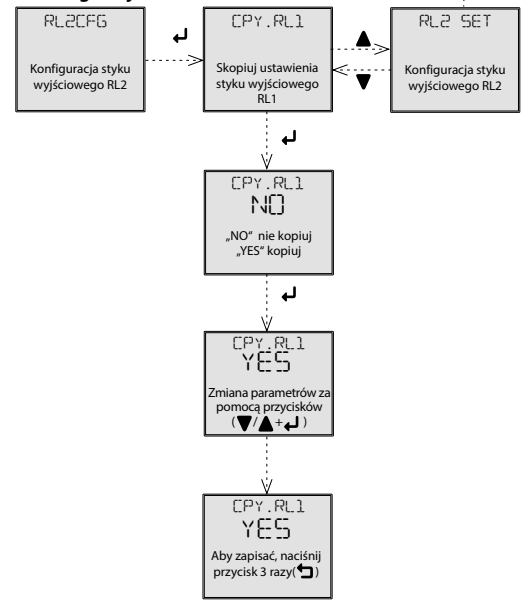 RL2CFG
Konfiguracja styku
wyjściowego RL2
CPY.RL1
Skopiuj ustawienia
styku wyjściowego
RL1
RL2 SET
Konfiguracja styku
wyjściowego RL2
CPY.RL1
NO
„NO“ nie kopiuj
„YES“ kopiuj
CPY.RL1
YES
Zmiana parametrów za
pomocą przycisków
(▼/▲+↵)
CPY.RL1
YES
Aby zapisać, naciśnij
przycisk 3 razy(⮌)